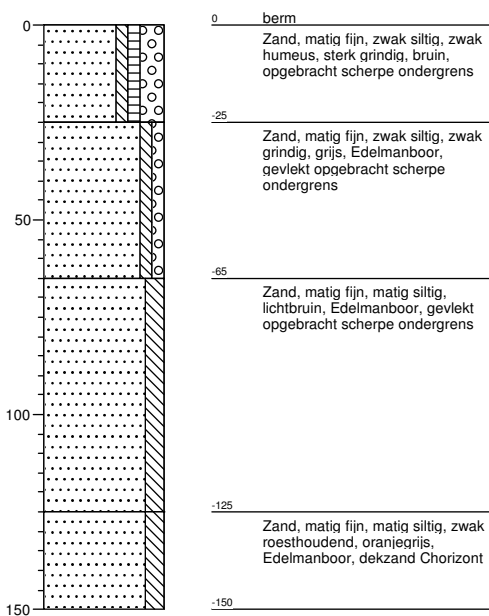 0
50
100
150
0 berm
Zand, matig fijn, zwak siltig, zwak
humeus, sterk grindig, bruin,
opgebracht scherpe ondergrens
-25
Zand, matig fijn, zwak siltig, zwak
grindig, grijs, Edelmanboor,
gevlekt opgebracht scherpe
ondergrens
-65
Zand, matig fijn, matig siltig,
lichtbruin, Edelmanboor, gevlekt
opgebracht scherpe ondergrens
-125
Zand, matig fijn, matig siltig, zwak
roesthoudend, oranjegrijs,
Edelmanboor, dekzand Chorizont
-150